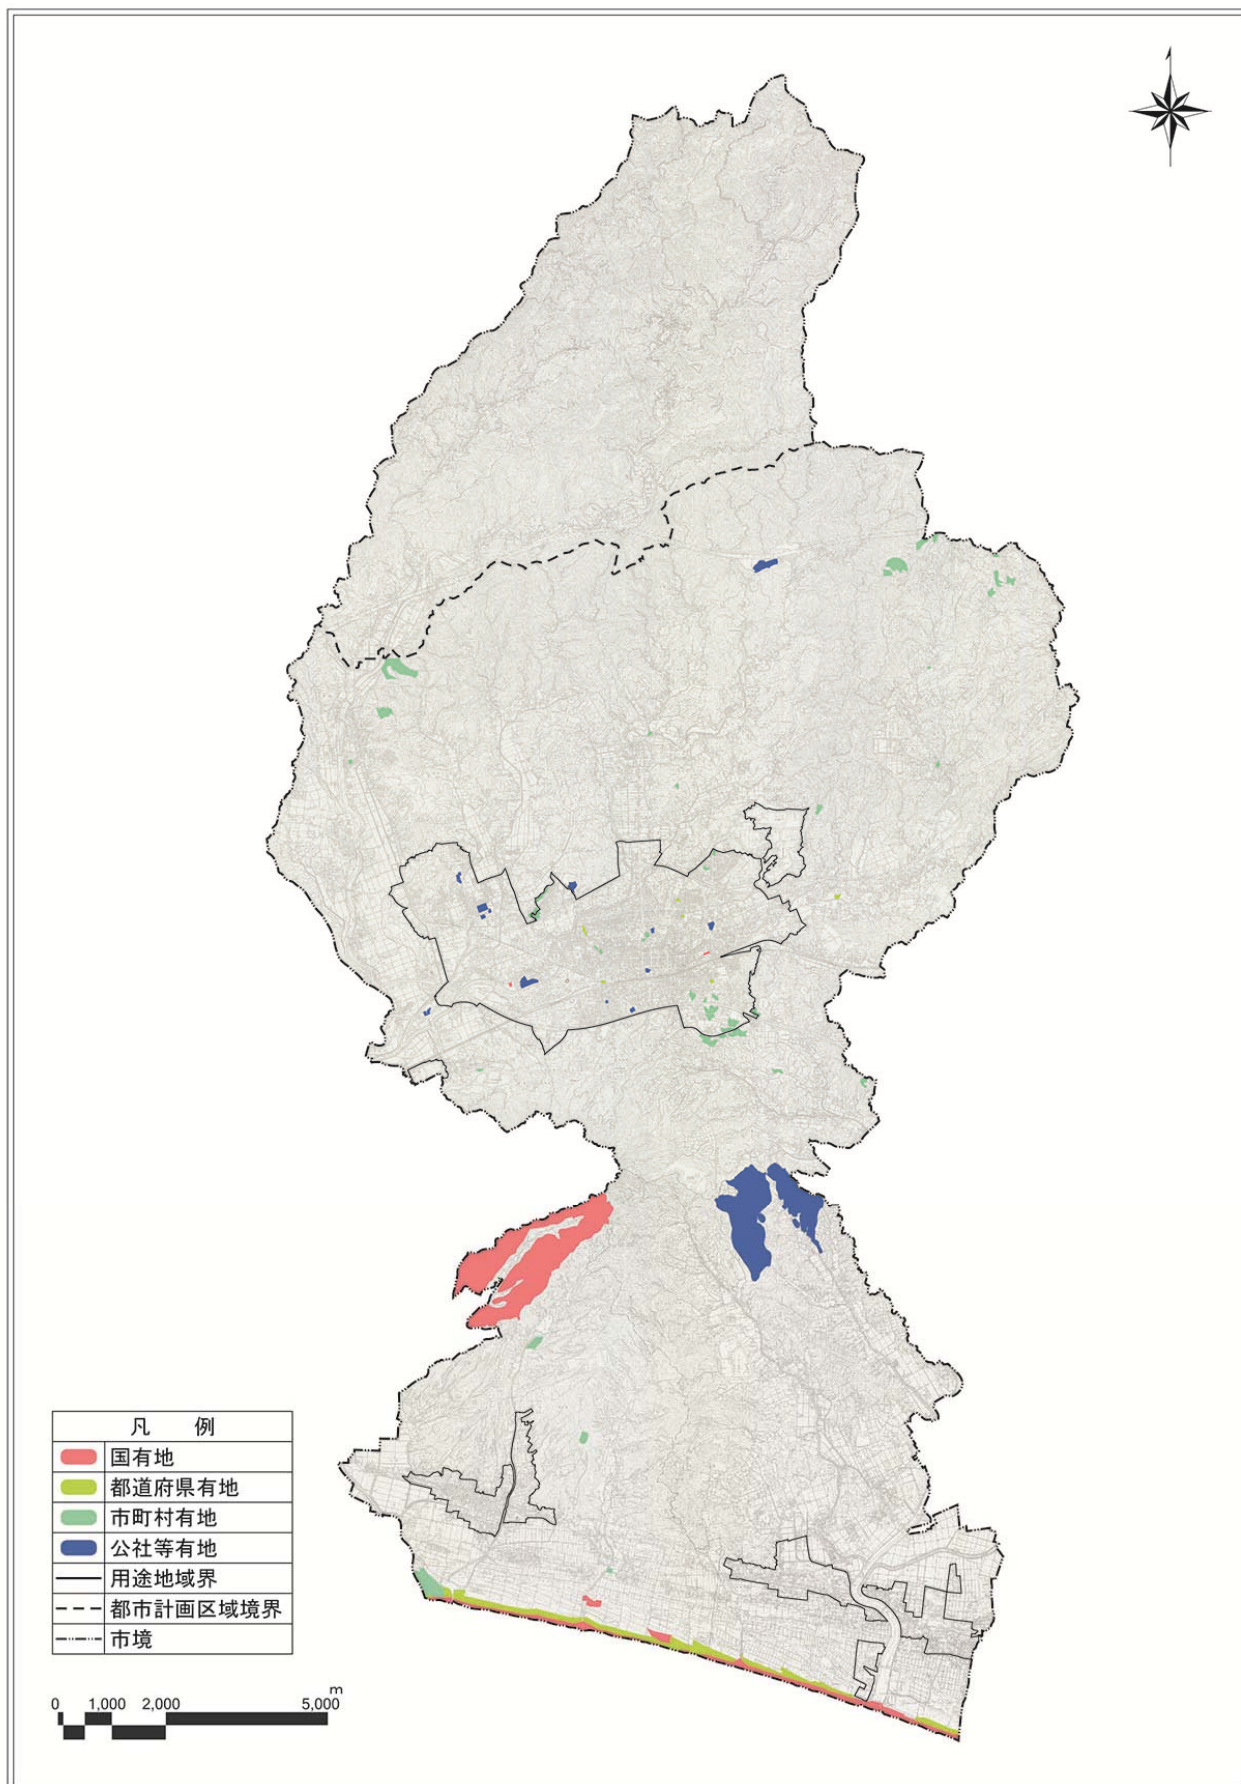 凡 例
国有地
都道府県有地
市町村有地
公社等有地
用途地域界
都市計画区域境界
市境
0 1,000 2,000 5,000 m